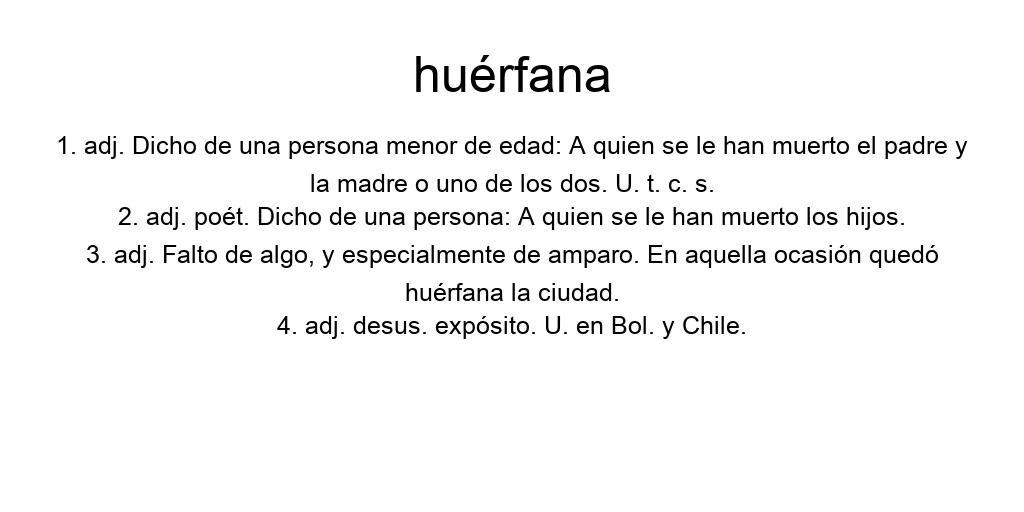 huérfana
1. adj. Dicho de una persona menor de edad: A quien se le han muerto el padre y
la madre o uno de los dos. U. t. c. s.
2. adj. poét. Dicho de una persona: A quien se le han muerto los hijos.
3. adj. Falto de algo, y especialmente de amparo. En aquella ocasión quedó
huérfana la ciudad.
4. adj. desus. expósito. U. en Bol. y Chile.